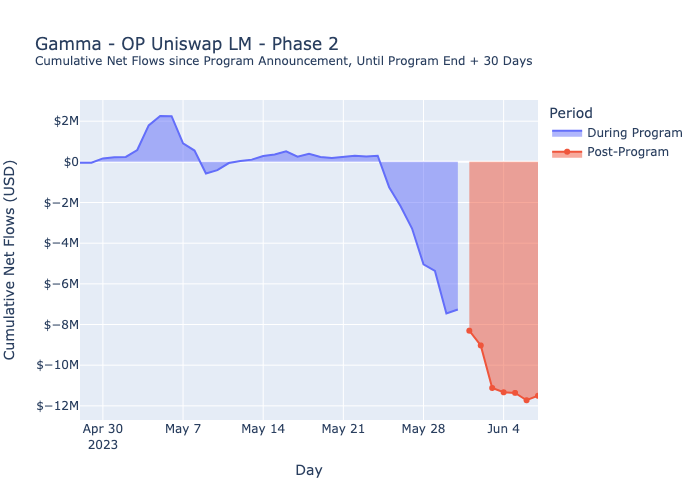 Gamma - OP Uniswap LM - Phase 2
Cumulative Net Flows since Program Announcement, Until Program End + 30 Days
Period
During Program
Post-Program
Cumulative Net Flows (USD)
$2M
$0
$−2M
$−4M
$−6M
$−8M
$−10M
$−12M
Apr 30
2023
May 7
May 14
May 21
May 28
Jun 4
Day